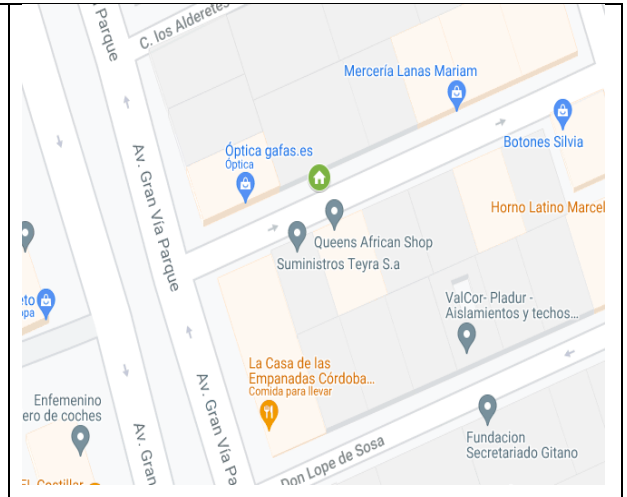 Parque
C. los Alderetes
Mercería Lanas Mariam
Botones Silvia
Óptica gafas.es
Óptica
Av. Gran Vía Parque
Horno Latino Marcel
Queens African Shop
Suministros Teyra S.a
ValCor- Pladur -
Aislamientos y techos...
eto
opa
La Casa de las
Empanadas Córdoba...
Comida para llevar
Enfemenino
ero de coches
Av. Gran Vía Pa
Av. Gran
Don Lope de Sosa
Fundacion
Secretariado Gitano